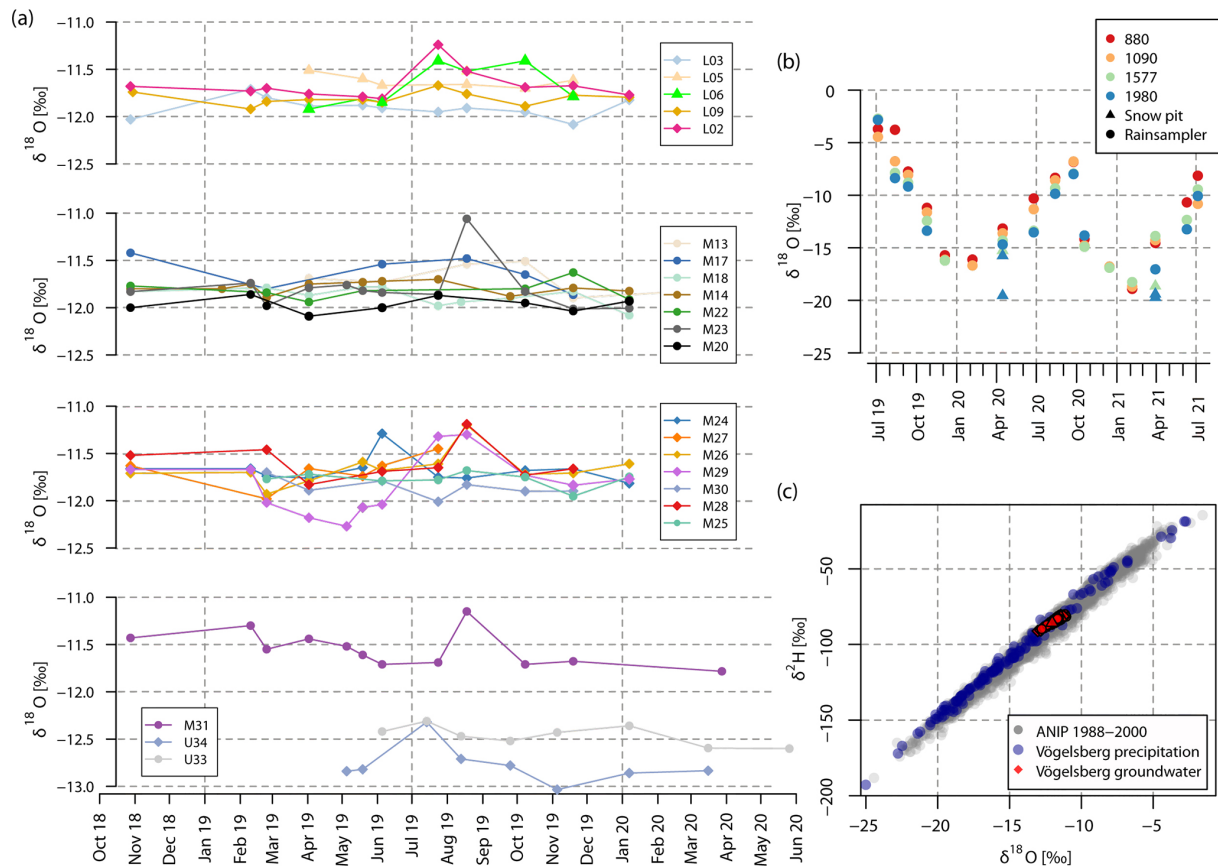 (a)
−11.0
−11.5
−12.0
−12.5
δ¹⁸O [‰]
L03
L05
L06
L09
L02
−11.0
−11.5
−12.0
−12.5
δ¹⁸O [‰]
M13
M17
M18
M14
M22
M23
M20
−11.0
−11.5
−12.0
−12.5
δ¹⁸O [‰]
M24
M27
M26
M29
M30
M28
M25
−11.0
−11.5
−12.0
−12.5
−13.0
δ¹⁸O [‰]
M31
U34
U33
Oct 18
Nov 18
Dec 18
Jan 19
Feb 19
Mar 19
Apr 19
May 19
Jun 19
Jul 19
Aug 19
Sep 19
Oct 19
Nov 19
Dec 19
Jan 20
Feb 20
Mar 20
Apr 20
May 20
Jun 20
(b)
880
1090
1577
1980
Snow pit
Rainsampler
0
−5
−10
−15
−20
−25
δ¹⁸O [‰]
Jul 19
Oct 19
Jan 20
Apr 20
Jul 20
Oct 20
Jan 21
Apr 21
Jul 21
(c)
−50
−100
−150
−200
δ²H [‰]
ANIP 1988−2000
Vögelsberg precipitation
Vögelsberg groundwater
−25
−20
−15
−10
−5
δ¹⁸O [‰]